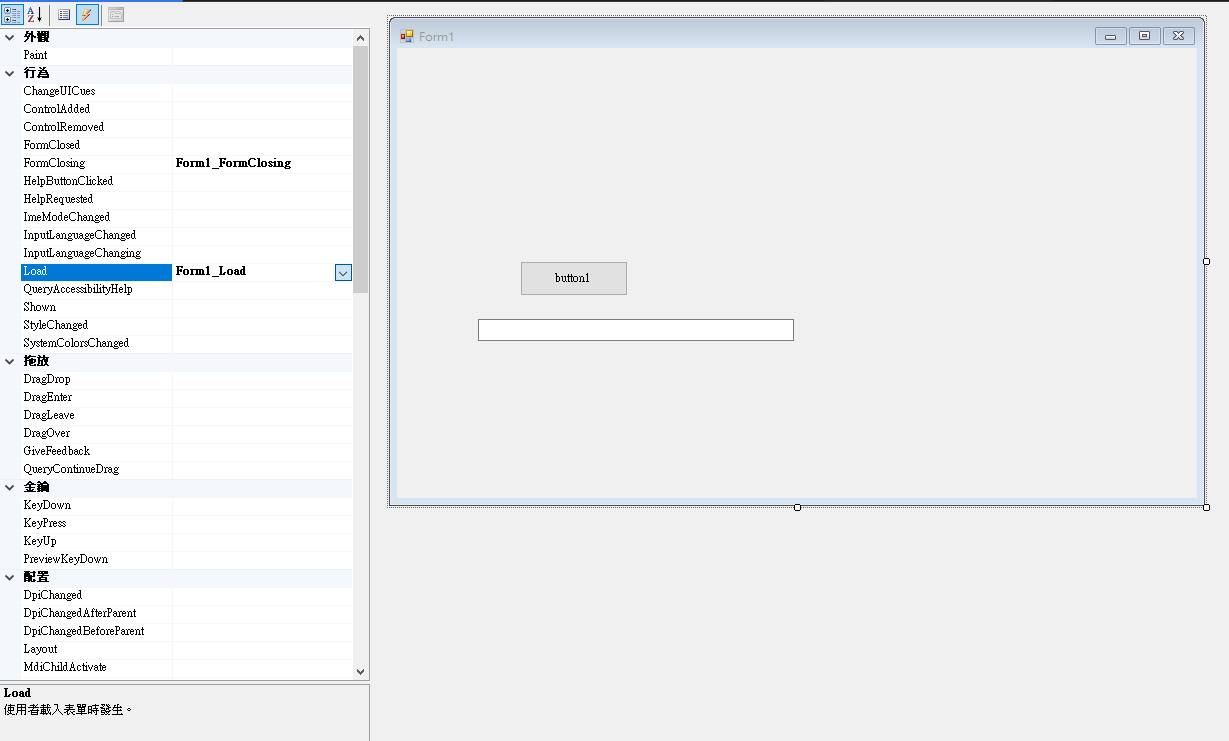 外觀
Paint
行為
ChangeUICues
ControlAdded
ControlRemoved
FormClosed
FormClosing Form1_FormClosing
HelpButtonClicked
HelpRequested
ImeModeChanged
InputLanguageChanged
InputLanguageChanging
Load Form1_Load
QueryAccessibilityHelp
Shown
StyleChanged
SystemColorsChanged
拖放
DragDrop
DragEnter
DragLeave
DragOver
GiveFeedback
QueryContinueDrag
金鑰
KeyDown
KeyPress
KeyUp
PreviewKeyDown
配置
DpiChanged
DpiChangedAfterParent
DpiChangedBeforeParent
Layout
MdiChildActivate
Load
使用者載入表單時發生。
Form1
button1